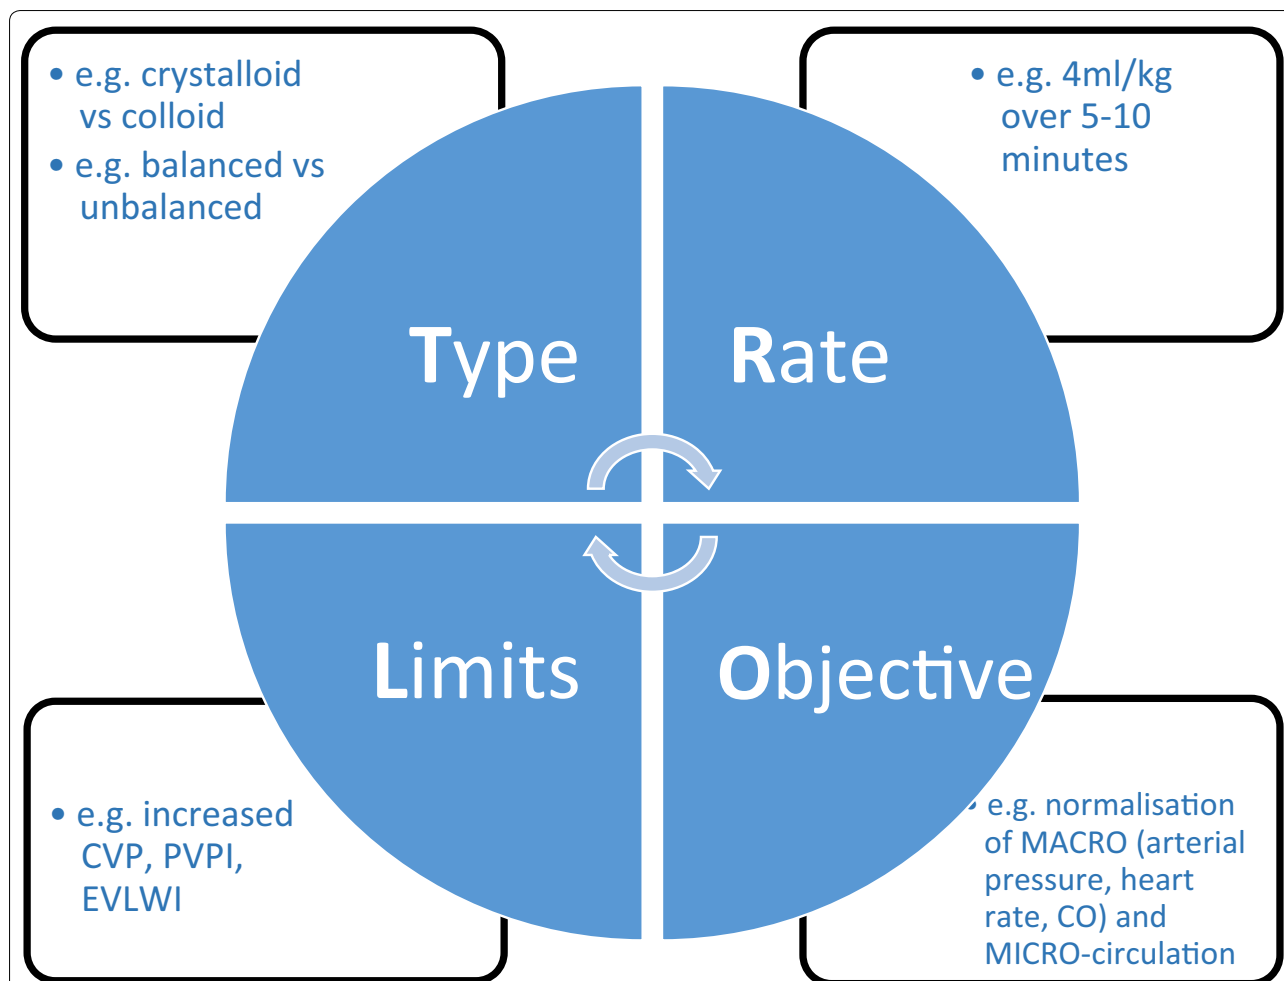 • e.g. crystalloid
vs colloid
• e.g. balanced vs
unbalanced
• e.g. 4ml/kg
over 5-10
minutes
Type
Rate
Limits
Objective
• e.g. increased
CVP, PVPI,
EVLWI
• e.g. normalisation
of MACRO (arterial
pressure, heart
rate, CO) and
MICRO-circulation